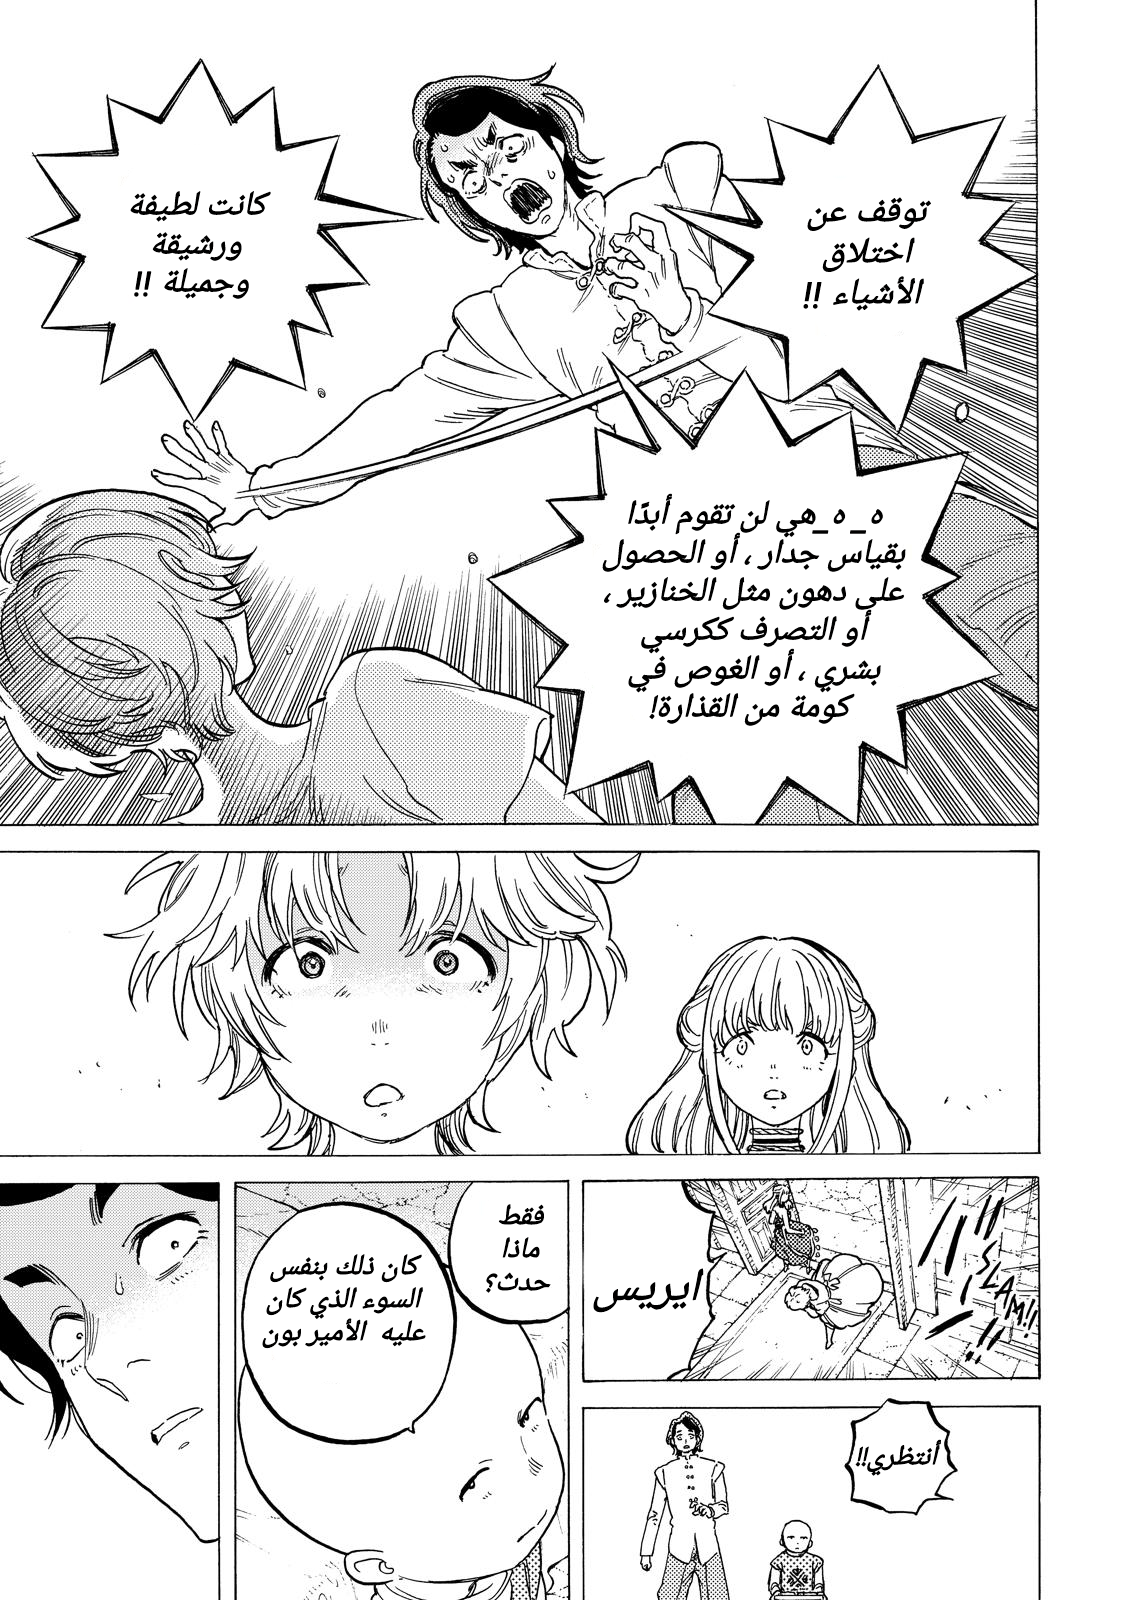 توقف عن
اختلاق
الأشياء !!
كانت لطيفة
ورشيقة
وجميلة !!
ه_ه_هي لن تقوم أبدًا
بقياس جدار ، أو الحصول
على دهون مثل الخنازير ،
أو التصرف ككرسي
بشري ، أو الغوص في
كومة من القذارة!
ايريس
SLAM!!
أنتظري!!
فقط
ماذا
حدث؟
كان ذلك بنفس
السوء الذي كان
عليه الأمير بون